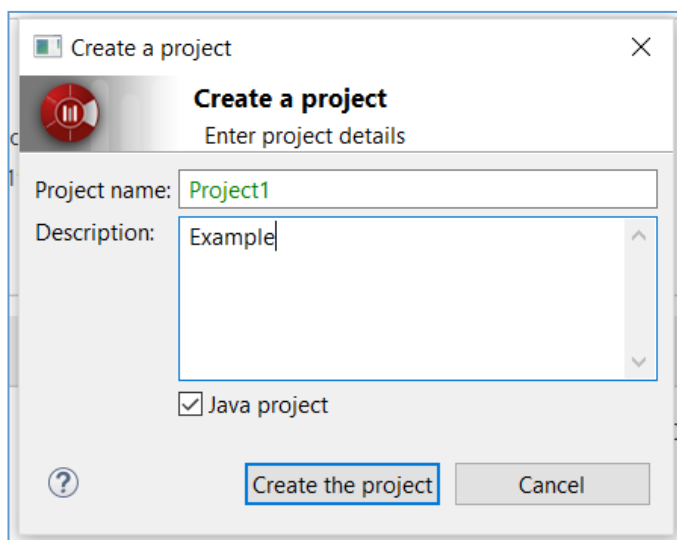 Create a project
Create a project
Enter project details
Project name: Project1
Description: Example
Java project
Create the project Cancel